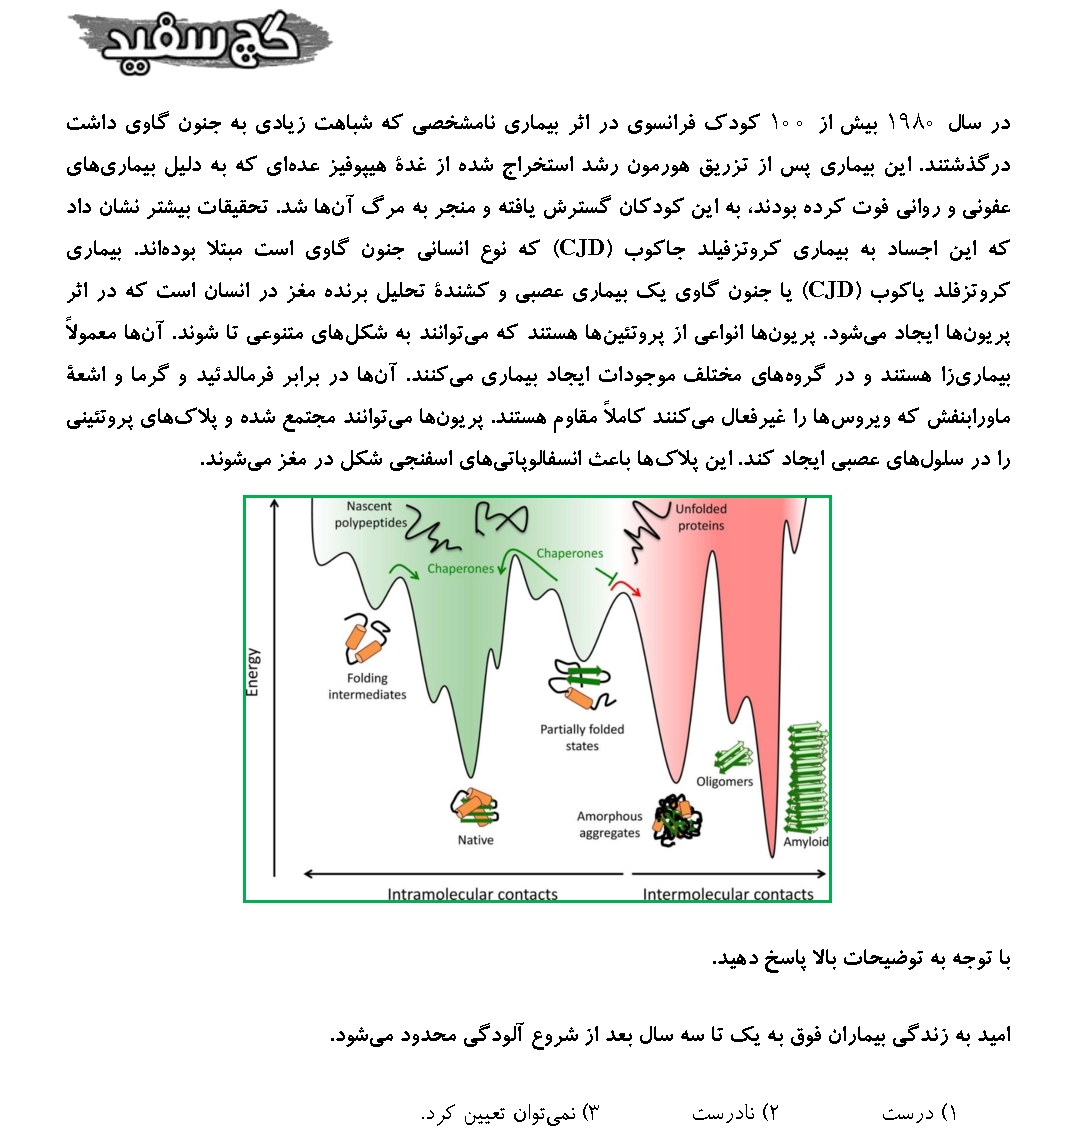 گچ سفید
در سال ۱۹۸۰ بیش از ۱۰۰ کودک فرانسوی در اثر بیماری نامشخصی که شباهت زیادی به جنون گاوی داشت
درگذشتند. این بیماری پس از تزریق هورمون رشد استخراج شده از غدهٔ هیپوفیز عده‌ای که به دلیل بیماری‌های
عفونی و روانی فوت کرده بودند، به این کودکان گسترش یافته و منجر به مرگ آن‌ها شد. تحقیقات بیشتر نشان داد
که این اجساد به بیماری کروتزفیلد جاکوب (CJD) که نوع انسانی جنون گاوی است مبتلا بوده‌اند. بیماری
کروتزفلد یاکوب (CJD) یا جنون گاوی یک بیماری عصبی و کشندهٔ تحلیل برنده مغز در انسان است که در اثر
پریون‌ها ایجاد می‌شود. پریون‌ها انواعی از پروتئین‌ها هستند که می‌توانند به شکل‌های متنوعی تا شوند. آن‌ها معمولاً
بیماری‌زا هستند و در گروه‌های مختلف موجودات ایجاد بیماری می‌کنند. آن‌ها در برابر فرمالدئید و گرما و اشعهٔ
ماورابنفش که ویروس‌ها را غیرفعال می‌کنند کاملاً مقاوم هستند. پریون‌ها می‌توانند مجتمع شده و پلاک‌های پروتئینی
را در سلول‌های عصبی ایجاد کند. این پلاک‌ها باعث انسفالوپاتی‌های اسفنجی شکل در مغز می‌شوند.
Nascent
polypeptides
Unfolded
proteins
Chaperones
Chaperones
Energy
Folding
intermediates
Partially folded
states
Native
Oligomers
Amorphous
aggregates
Amyloid
Intramolecular contacts
Intermolecular contacts
با توجه به توضیحات بالا پاسخ دهید.
امید به زندگی بیماران فوق به یک تا سه سال بعد از شروع آلودگی محدود می‌شود.
۱) درست ۲) نادرست ۳) نمی‌توان تعیین کرد.